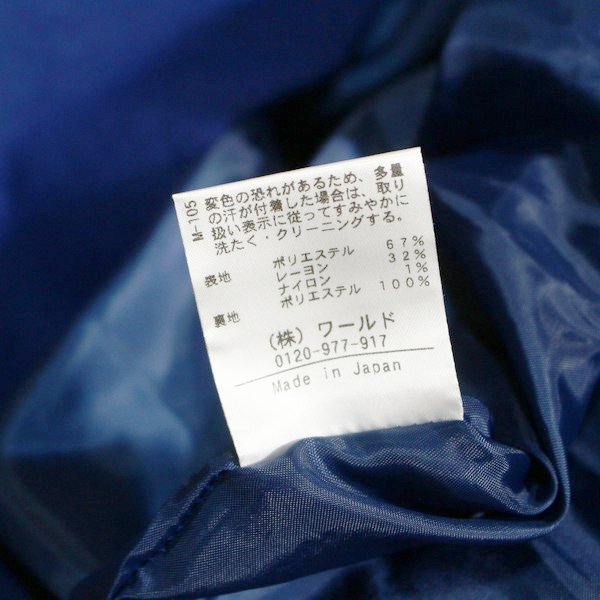 M-105
変色の恐れがあるため、多量
の汗が付着した場合は、取り
扱い表示に従ってすみやかに
洗たく・クリーニングする。
表地 ポリエステル 67%
レーヨン 32%
ナイロン 1%
裏地 ポリエステル 100%
(株) ワールド
0120-977-917
Made in Japan